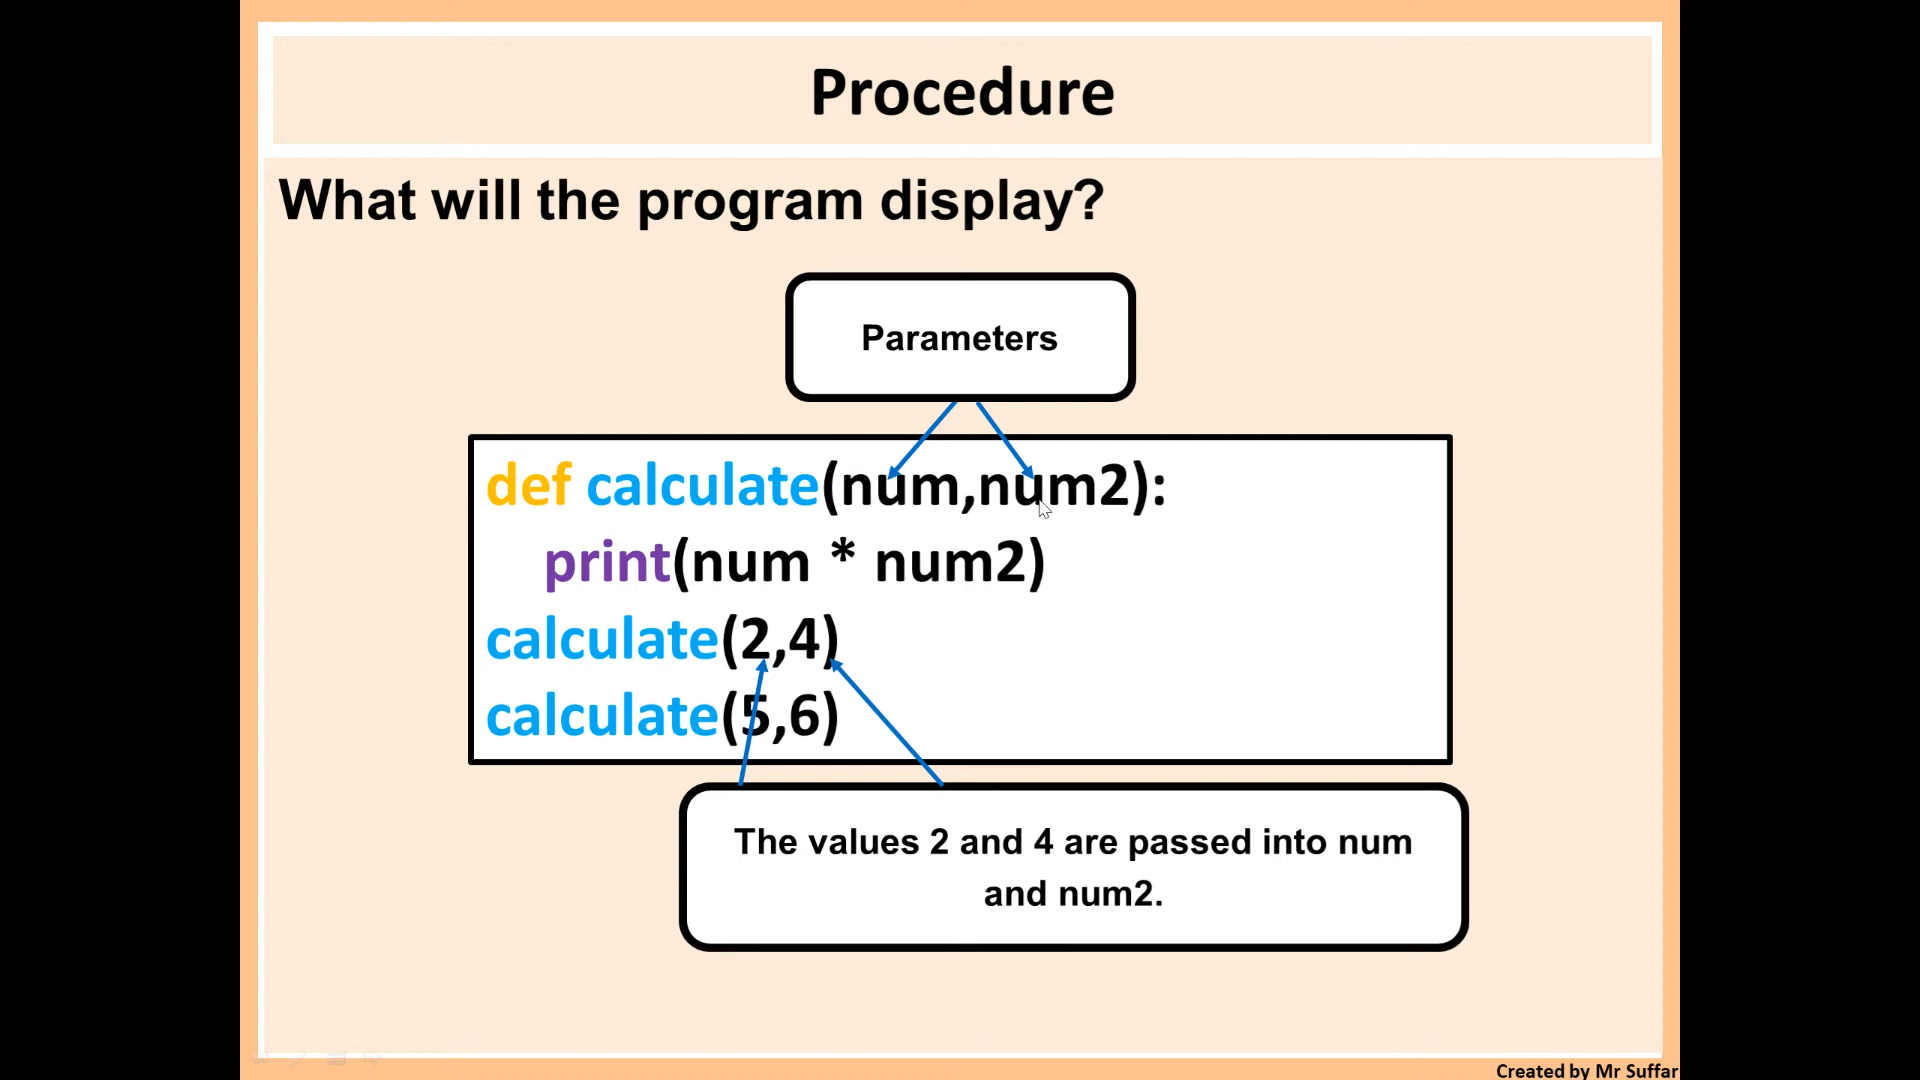 Procedure
What will the program display?
Parameters
def calculate(num,num2):
print(num * num2)
calculate(2,4)
calculate(5,6)
The values 2 and 4 are passed into num
and num2.
Created by Mr Suffar